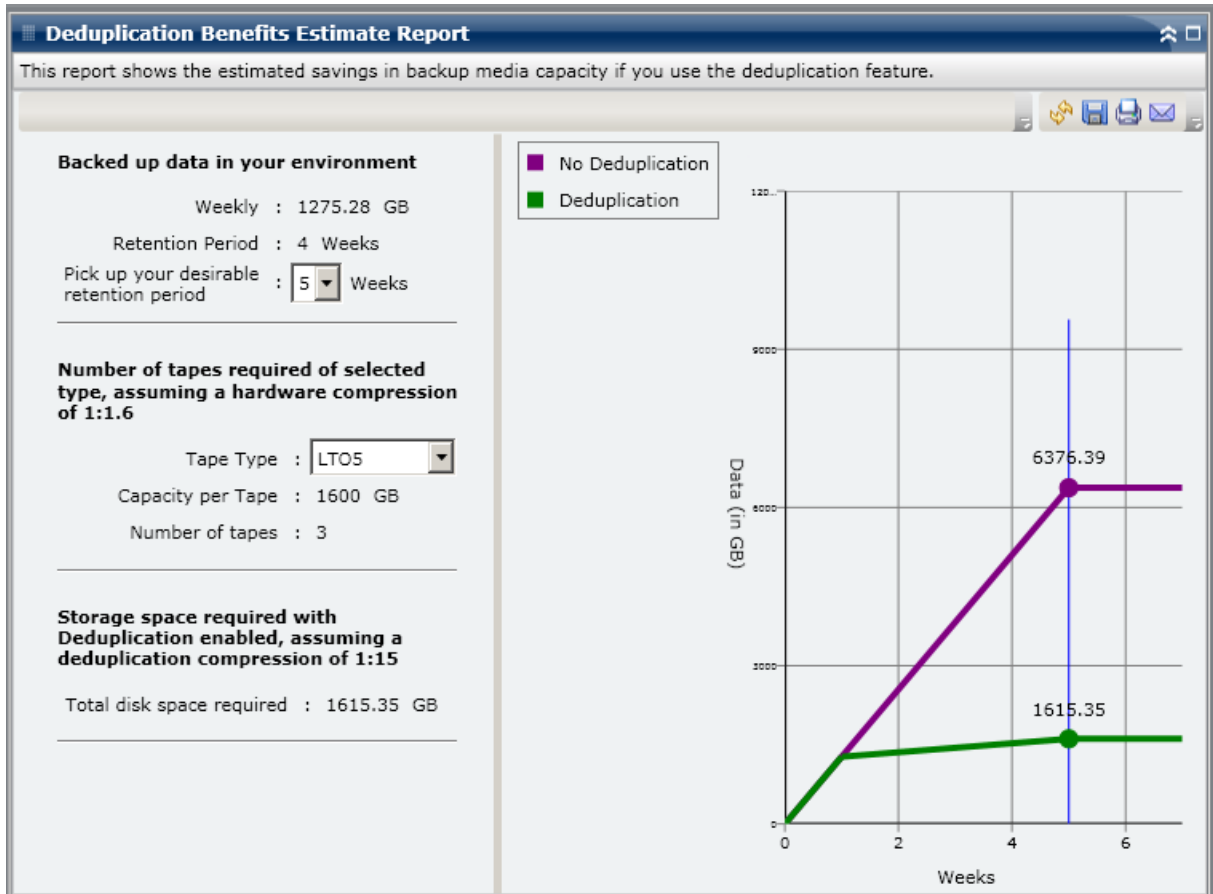 Deduplication Benefits Estimate Report
This report shows the estimated savings in backup media capacity if you use the deduplication feature.
Backed up data in your environment
Weekly : 1275.28 GB
Retention Period : 4 Weeks
Pick up your desirable
retention period : 5 Weeks
Number of tapes required of selected
type, assuming a hardware compression
of 1:1.6
Tape Type : LTO5
Capacity per Tape : 1600 GB
Number of tapes : 3
Storage space required with
Deduplication enabled, assuming a
deduplication compression of 1:15
Total disk space required : 1615.35 GB
No Deduplication
Deduplication
120...
9000
6000
3000
0
Data (in GB)
6376.39
1615.35
0 2 4 6
Weeks